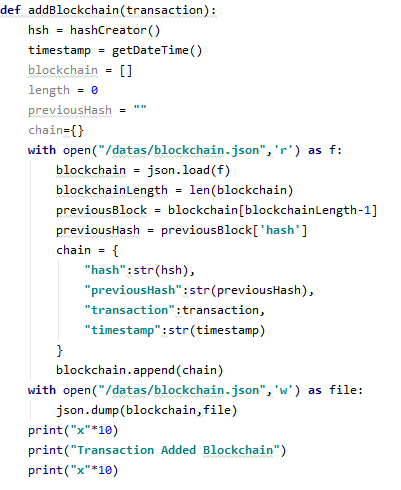 def addBlockchain(transaction):
    hsh = hashCreator()
    timestamp = getDateTime()
    blockchain = []
    length = 0
    previousHash = ""
    chain={}
    with open("/datas/blockchain.json",'r') as f:
        blockchain = json.load(f)
        blockchainLength = len(blockchain)
        previousBlock = blockchain[blockchainLength-1]
        previousHash = previousBlock['hash']
        chain = {
            "hash":str(hsh),
            "previousHash":str(previousHash),
            "transaction":transaction,
            "timestamp":str(timestamp)
        }
        blockchain.append(chain)
    with open("/datas/blockchain.json",'w') as file:
        json.dump(blockchain,file)
    print("x"*10)
    print("Transaction Added Blockchain")
    print("x"*10)